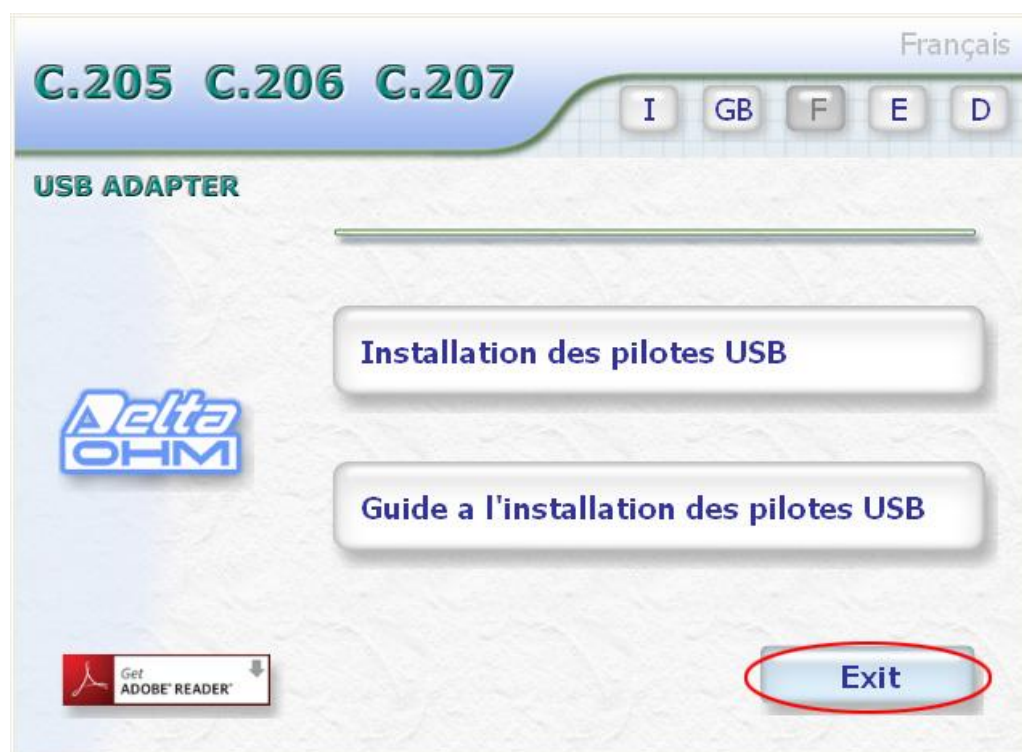 Français
C.205 C.206 C.207
I GB F E D
USB ADAPTER
Installation des pilotes USB
Delta
OHM
Guide a l'installation des pilotes USB
Get
ADOBE® READER®
Exit